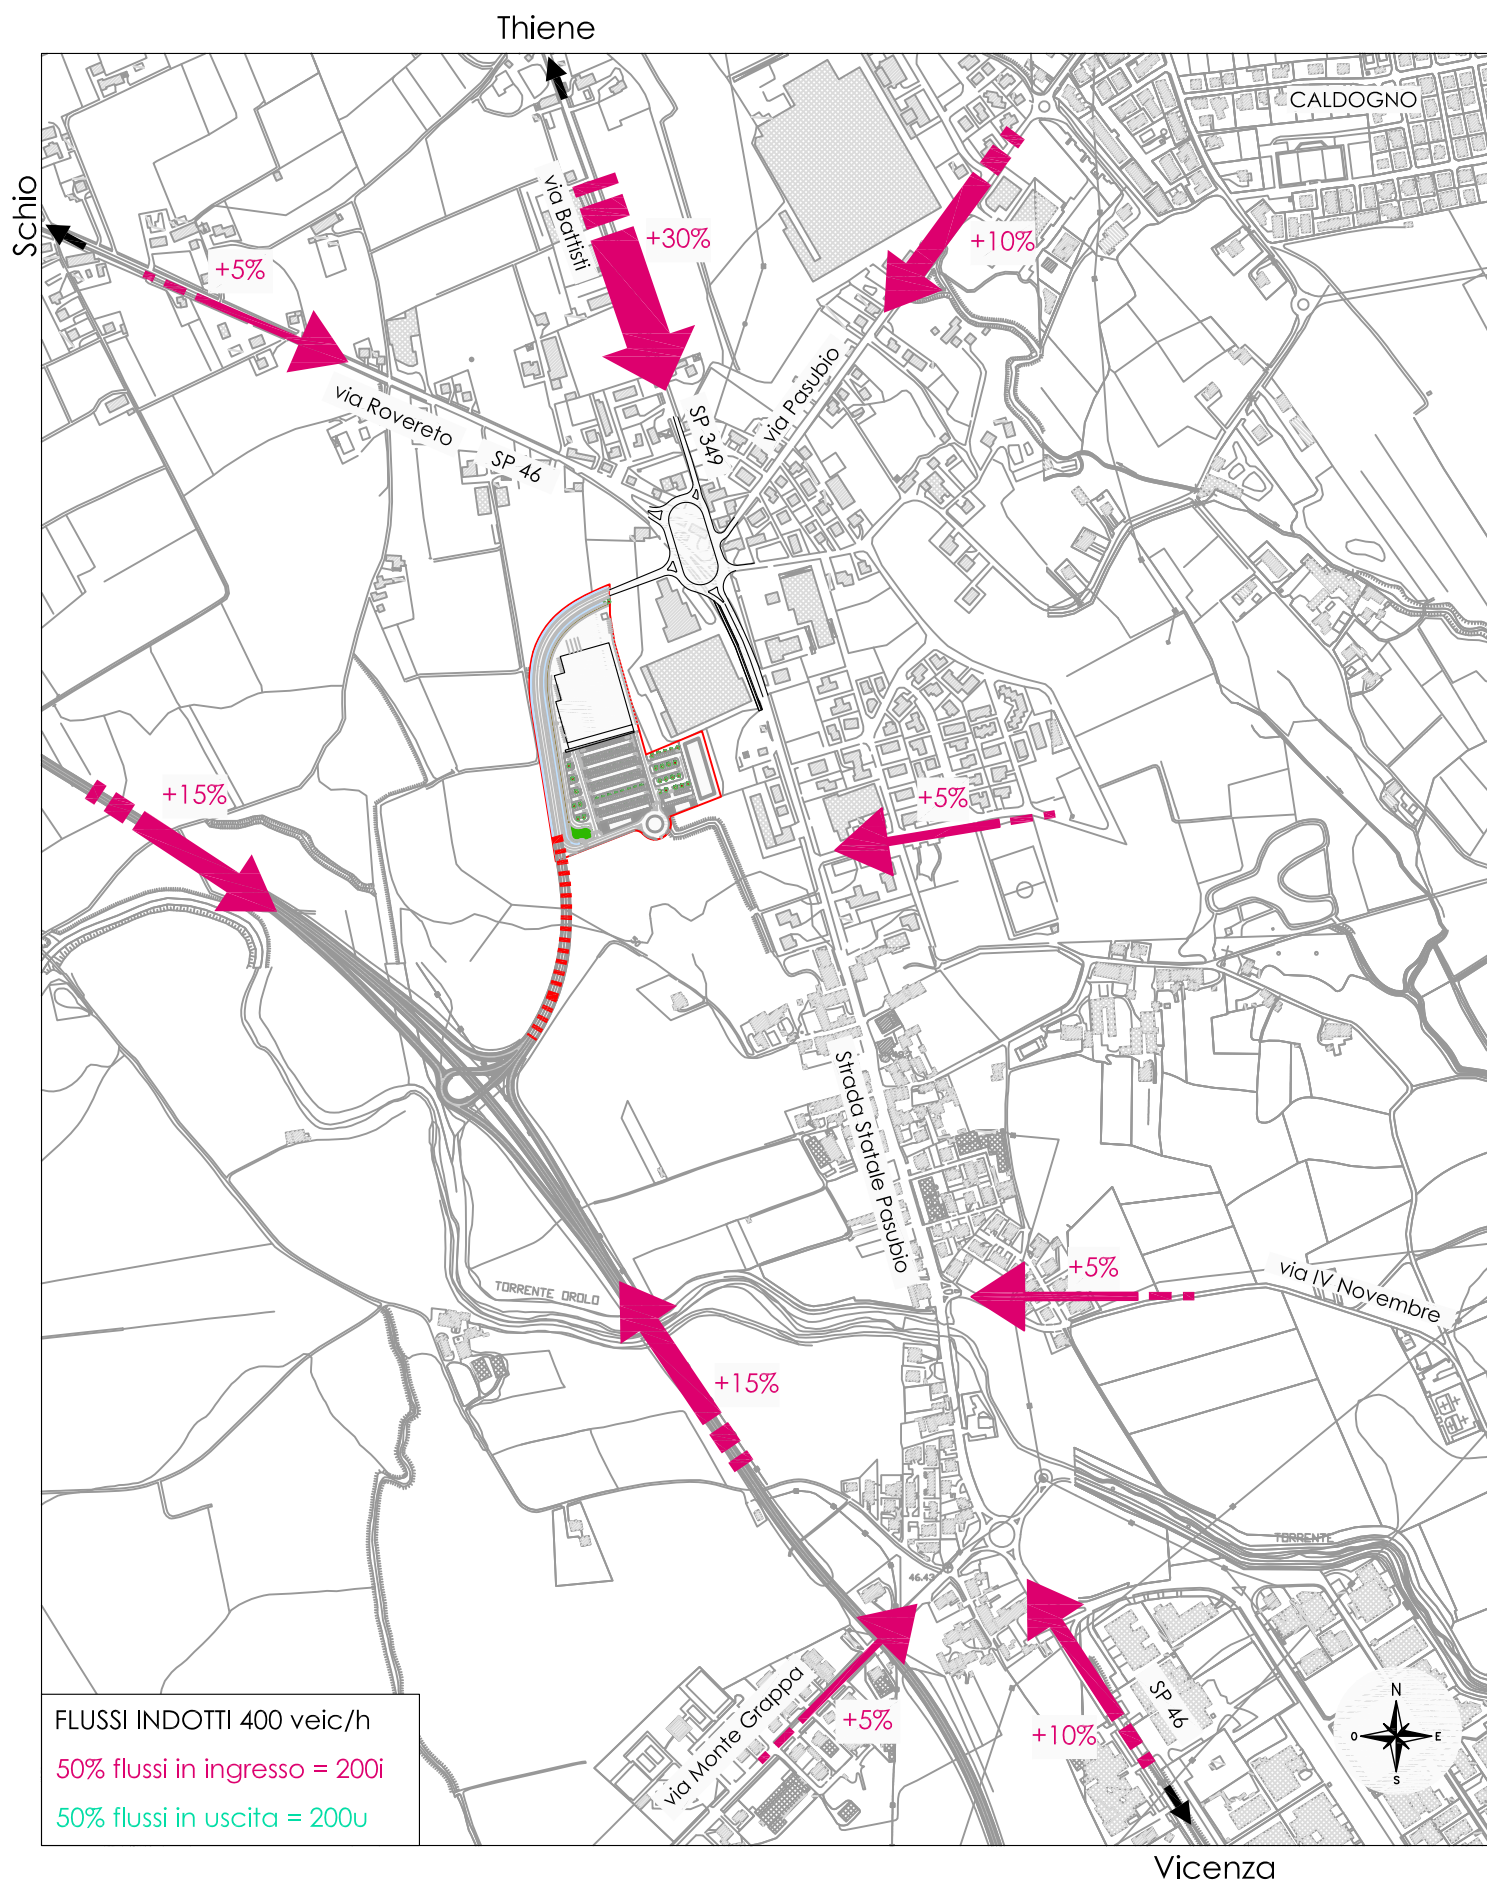 Thiene
CALDOGNO
Schio
via Battisti
+30%
+10%
+5%
via Pasubio
via Rovereto
SP 349
SP 46
+15%
+5%
Strada Statale Pasubio
+5%
via IV Novembre
TORRENTE OROLO
+15%
TORRENTE
46.43
via Monte Grappa
+5%
SP 46
+10%
N
O
E
S
FLUSSI INDOTTI 400 veic/h
50% flussi in ingresso = 200i
50% flussi in uscita = 200u
Vicenza